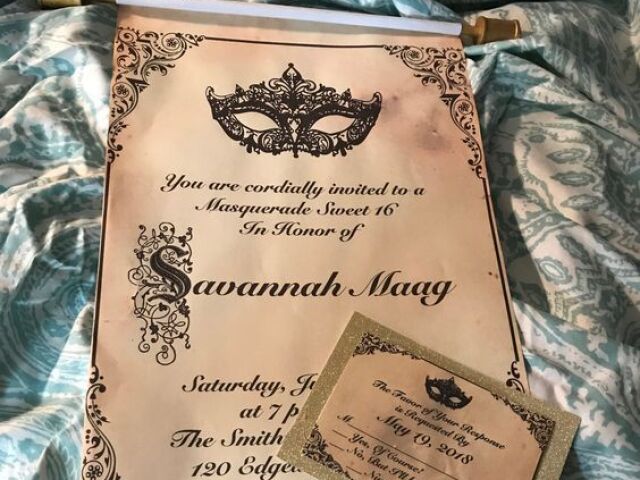 You are cordially invited to a
Masquerade Sweet 16
In Honor of
Savannah Maag
Saturday,
at 7
The Smith
120
The Favor of Your Response
is Requested By
May 19, 2018
M
Yes, Of Course!
No, But